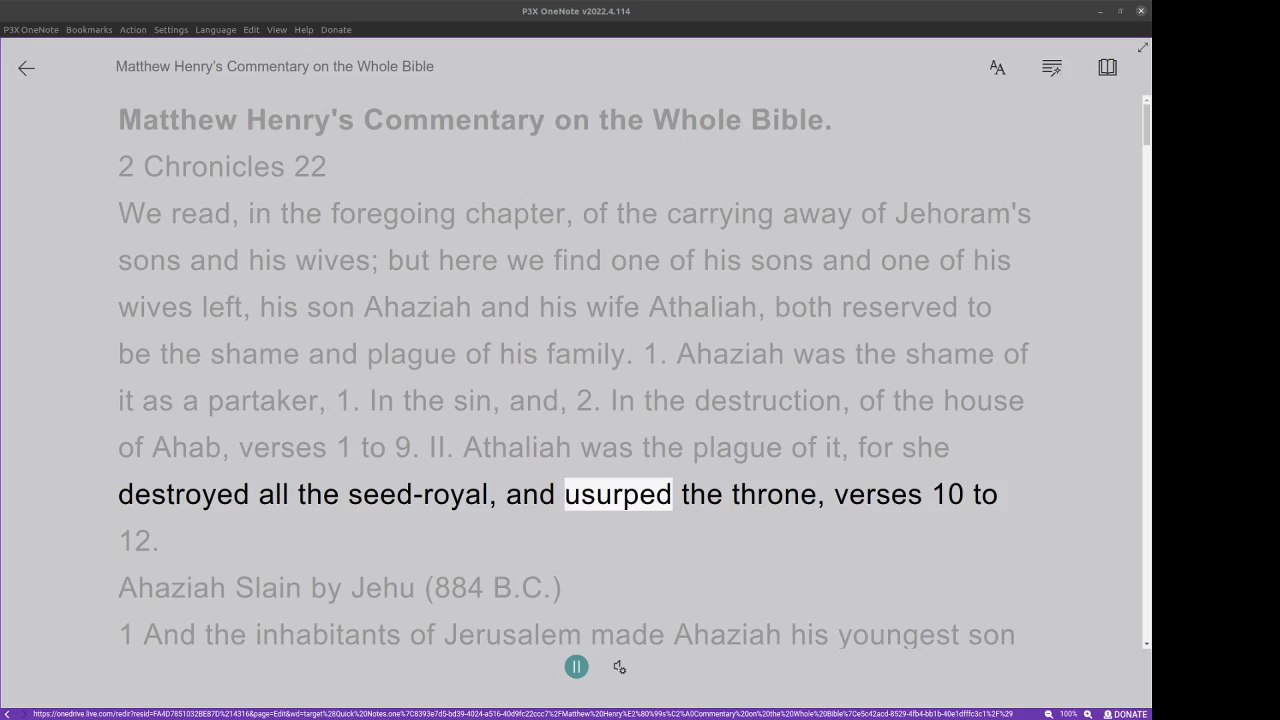 P3X OneNote v2022.4.114
P3X OneNote Bookmarks Action Settings Language Edit View Help Donate
Matthew Henry's Commentary on the Whole Bible
Matthew Henry's Commentary on the Whole Bible.
2 Chronicles 22
We read, in the foregoing chapter, of the carrying away of Jehoram's
sons and his wives; but here we find one of his sons and one of his
wives left, his son Ahaziah and his wife Athaliah, both reserved to
be the shame and plague of his family. 1. Ahaziah was the shame of
it as a partaker, 1. In the sin, and, 2. In the destruction, of the house
of Ahab, verses 1 to 9. II. Athaliah was the plague of it, for she
destroyed all the seed-royal, and usurped the throne, verses 10 to
12.
Ahaziah Slain by Jehu (884 B.C.)
1 And the inhabitants of Jerusalem made Ahaziah his youngest son
100% DONATE